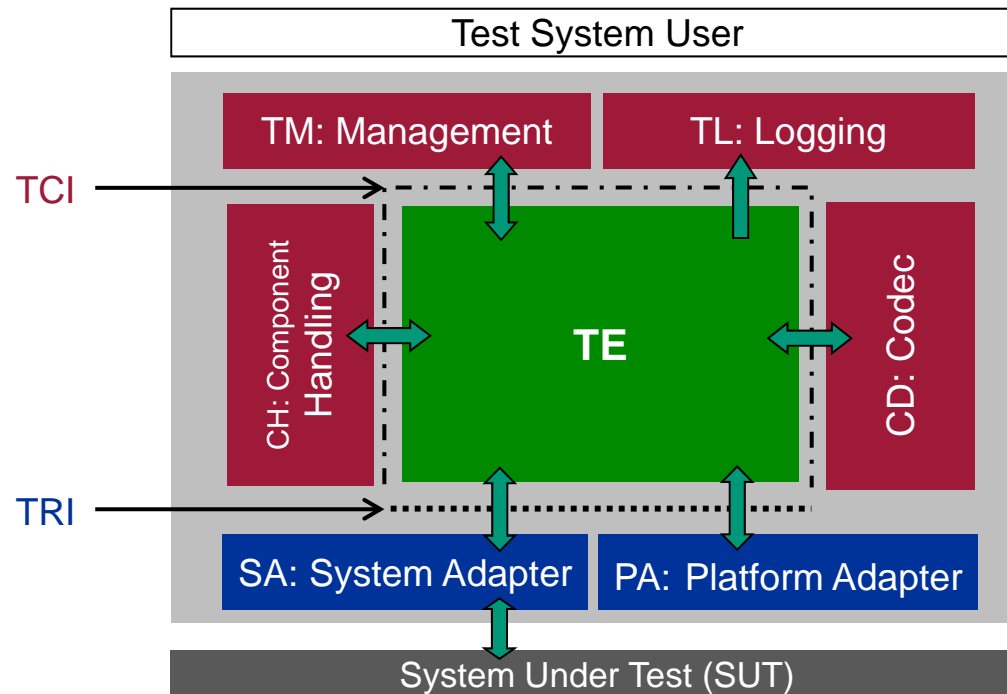 Test System User
TM: Management
TL: Logging
TCI
CH: Component
Handling
TE
CD: Codec
TRI
SA: System Adapter
PA: Platform Adapter
System Under Test (SUT)